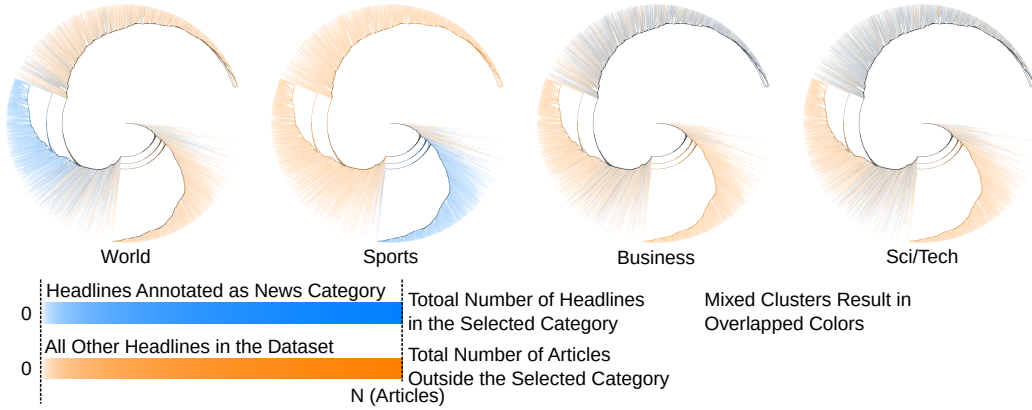 World
Sports
Business
Sci/Tech
Headlines Annotated as News Category
0
Totoal Number of Headlines
in the Selected Category
Mixed Clusters Result in
Overlapped Colors
All Other Headlines in the Dataset
0
Total Number of Articles
Outside the Selected Category
N (Articles)